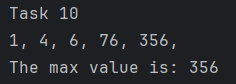 Task 10
1, 4, 6, 76, 356,
The max value is: 356